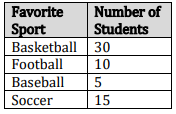 Favorite Sport Number of Students
Basketball 30
Football 10
Baseball 5
Soccer 15